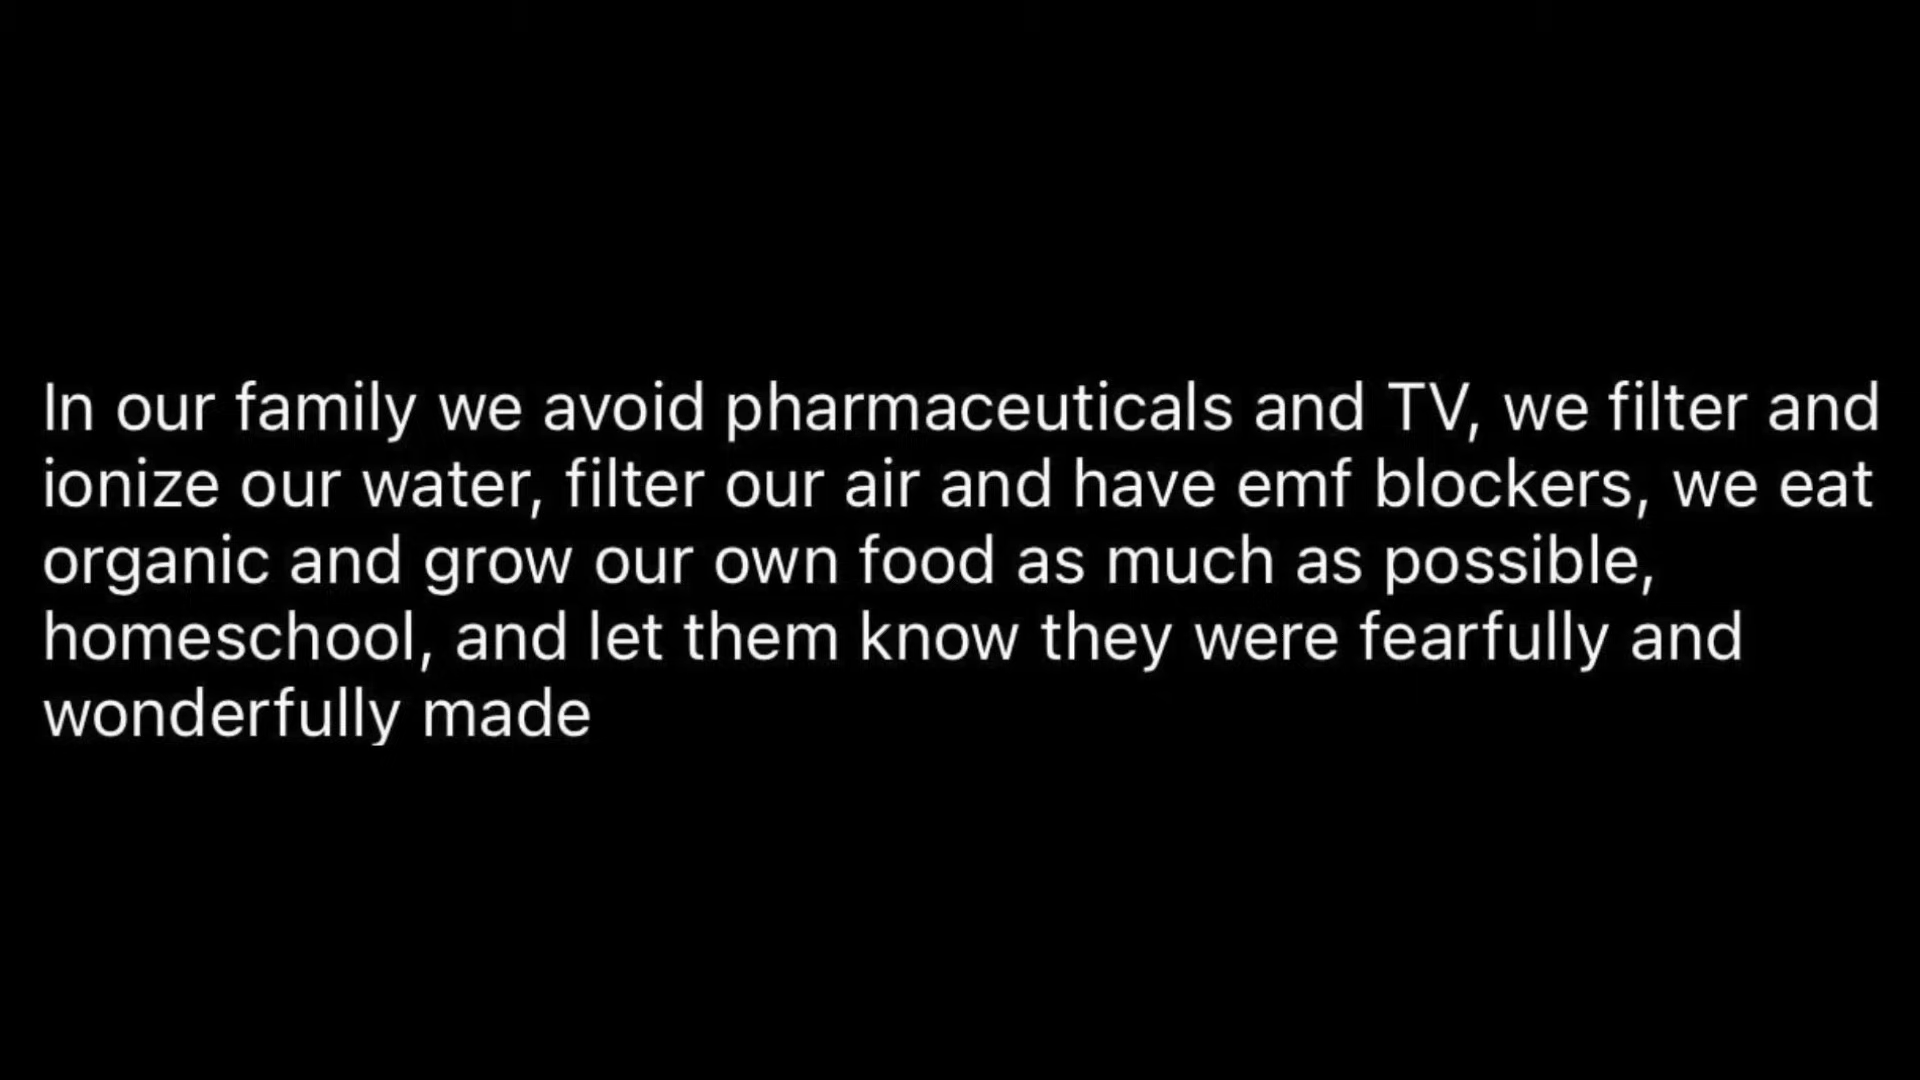 In our family we avoid pharmaceuticals and TV, we filter and
ionize our water, filter our air and have emf blockers, we eat
organic and grow our own food as much as possible,
homeschool, and let them know they were fearfully and
wonderfully made